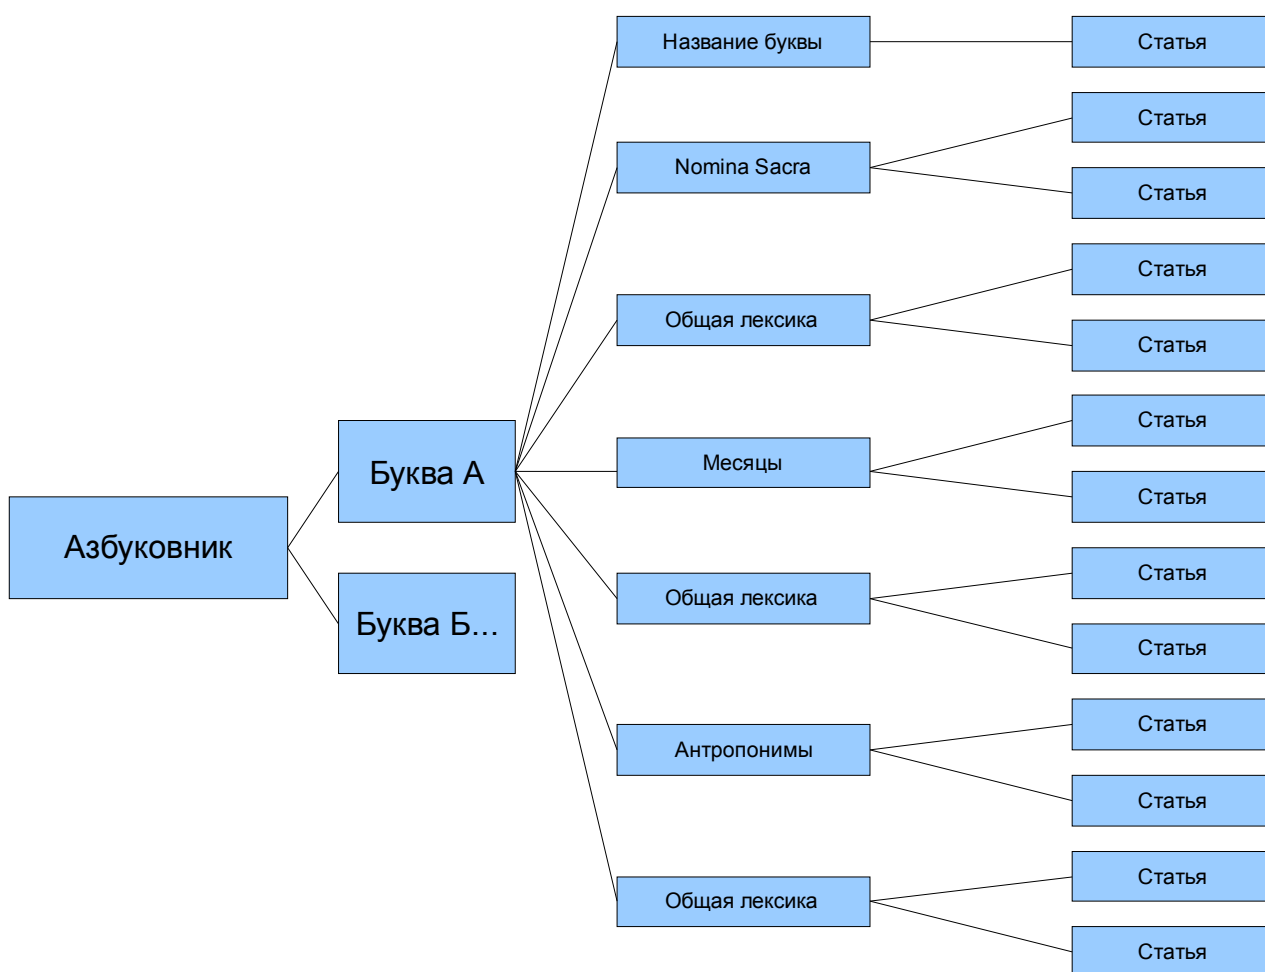 Название буквы
Статья
Статья
Nomina Sacra
Статья
Статья
Общая лексика
Статья
Статья
Буква А
Месяцы
Статья
Азбуковник
Статья
Общая лексика
Буква Б...
Статья
Статья
Антропонимы
Статья
Статья
Общая лексика
Статья